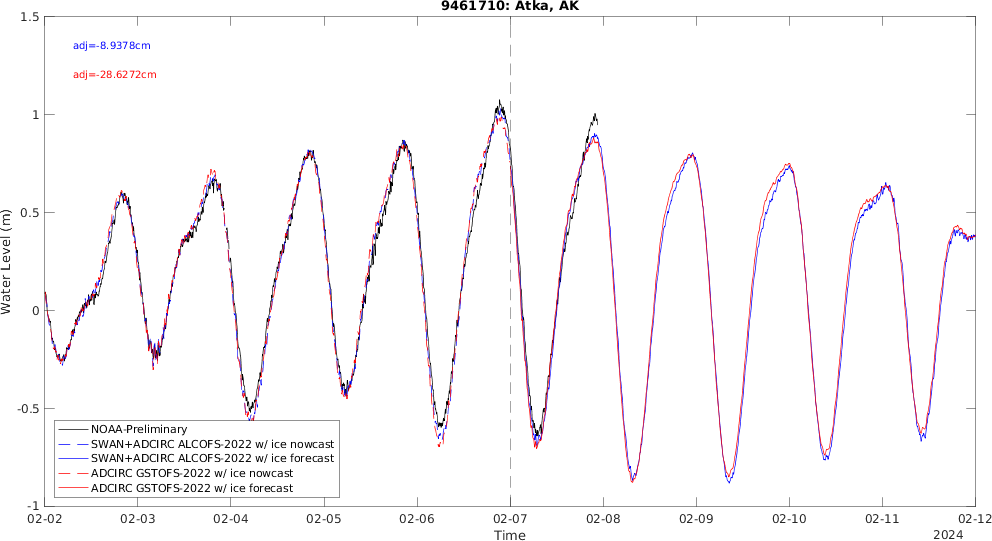 9461710: Atka, AK
1.5
1
0.5
0
-0.5
-1
Water Level (m)
adj=-8.9378cm
adj=-28.6272cm
NOAA-Preliminary
SWAN+ADCIRC ALCOFS-2022 w/ ice nowcast
SWAN+ADCIRC ALCOFS-2022 w/ ice forecast
ADCIRC GSTOFS-2022 w/ ice nowcast
ADCIRC GSTOFS-2022 w/ ice forecast
02-02 02-03 02-04 02-05 02-06 02-07 02-08 02-09 02-10 02-11 02-12
Time
2024